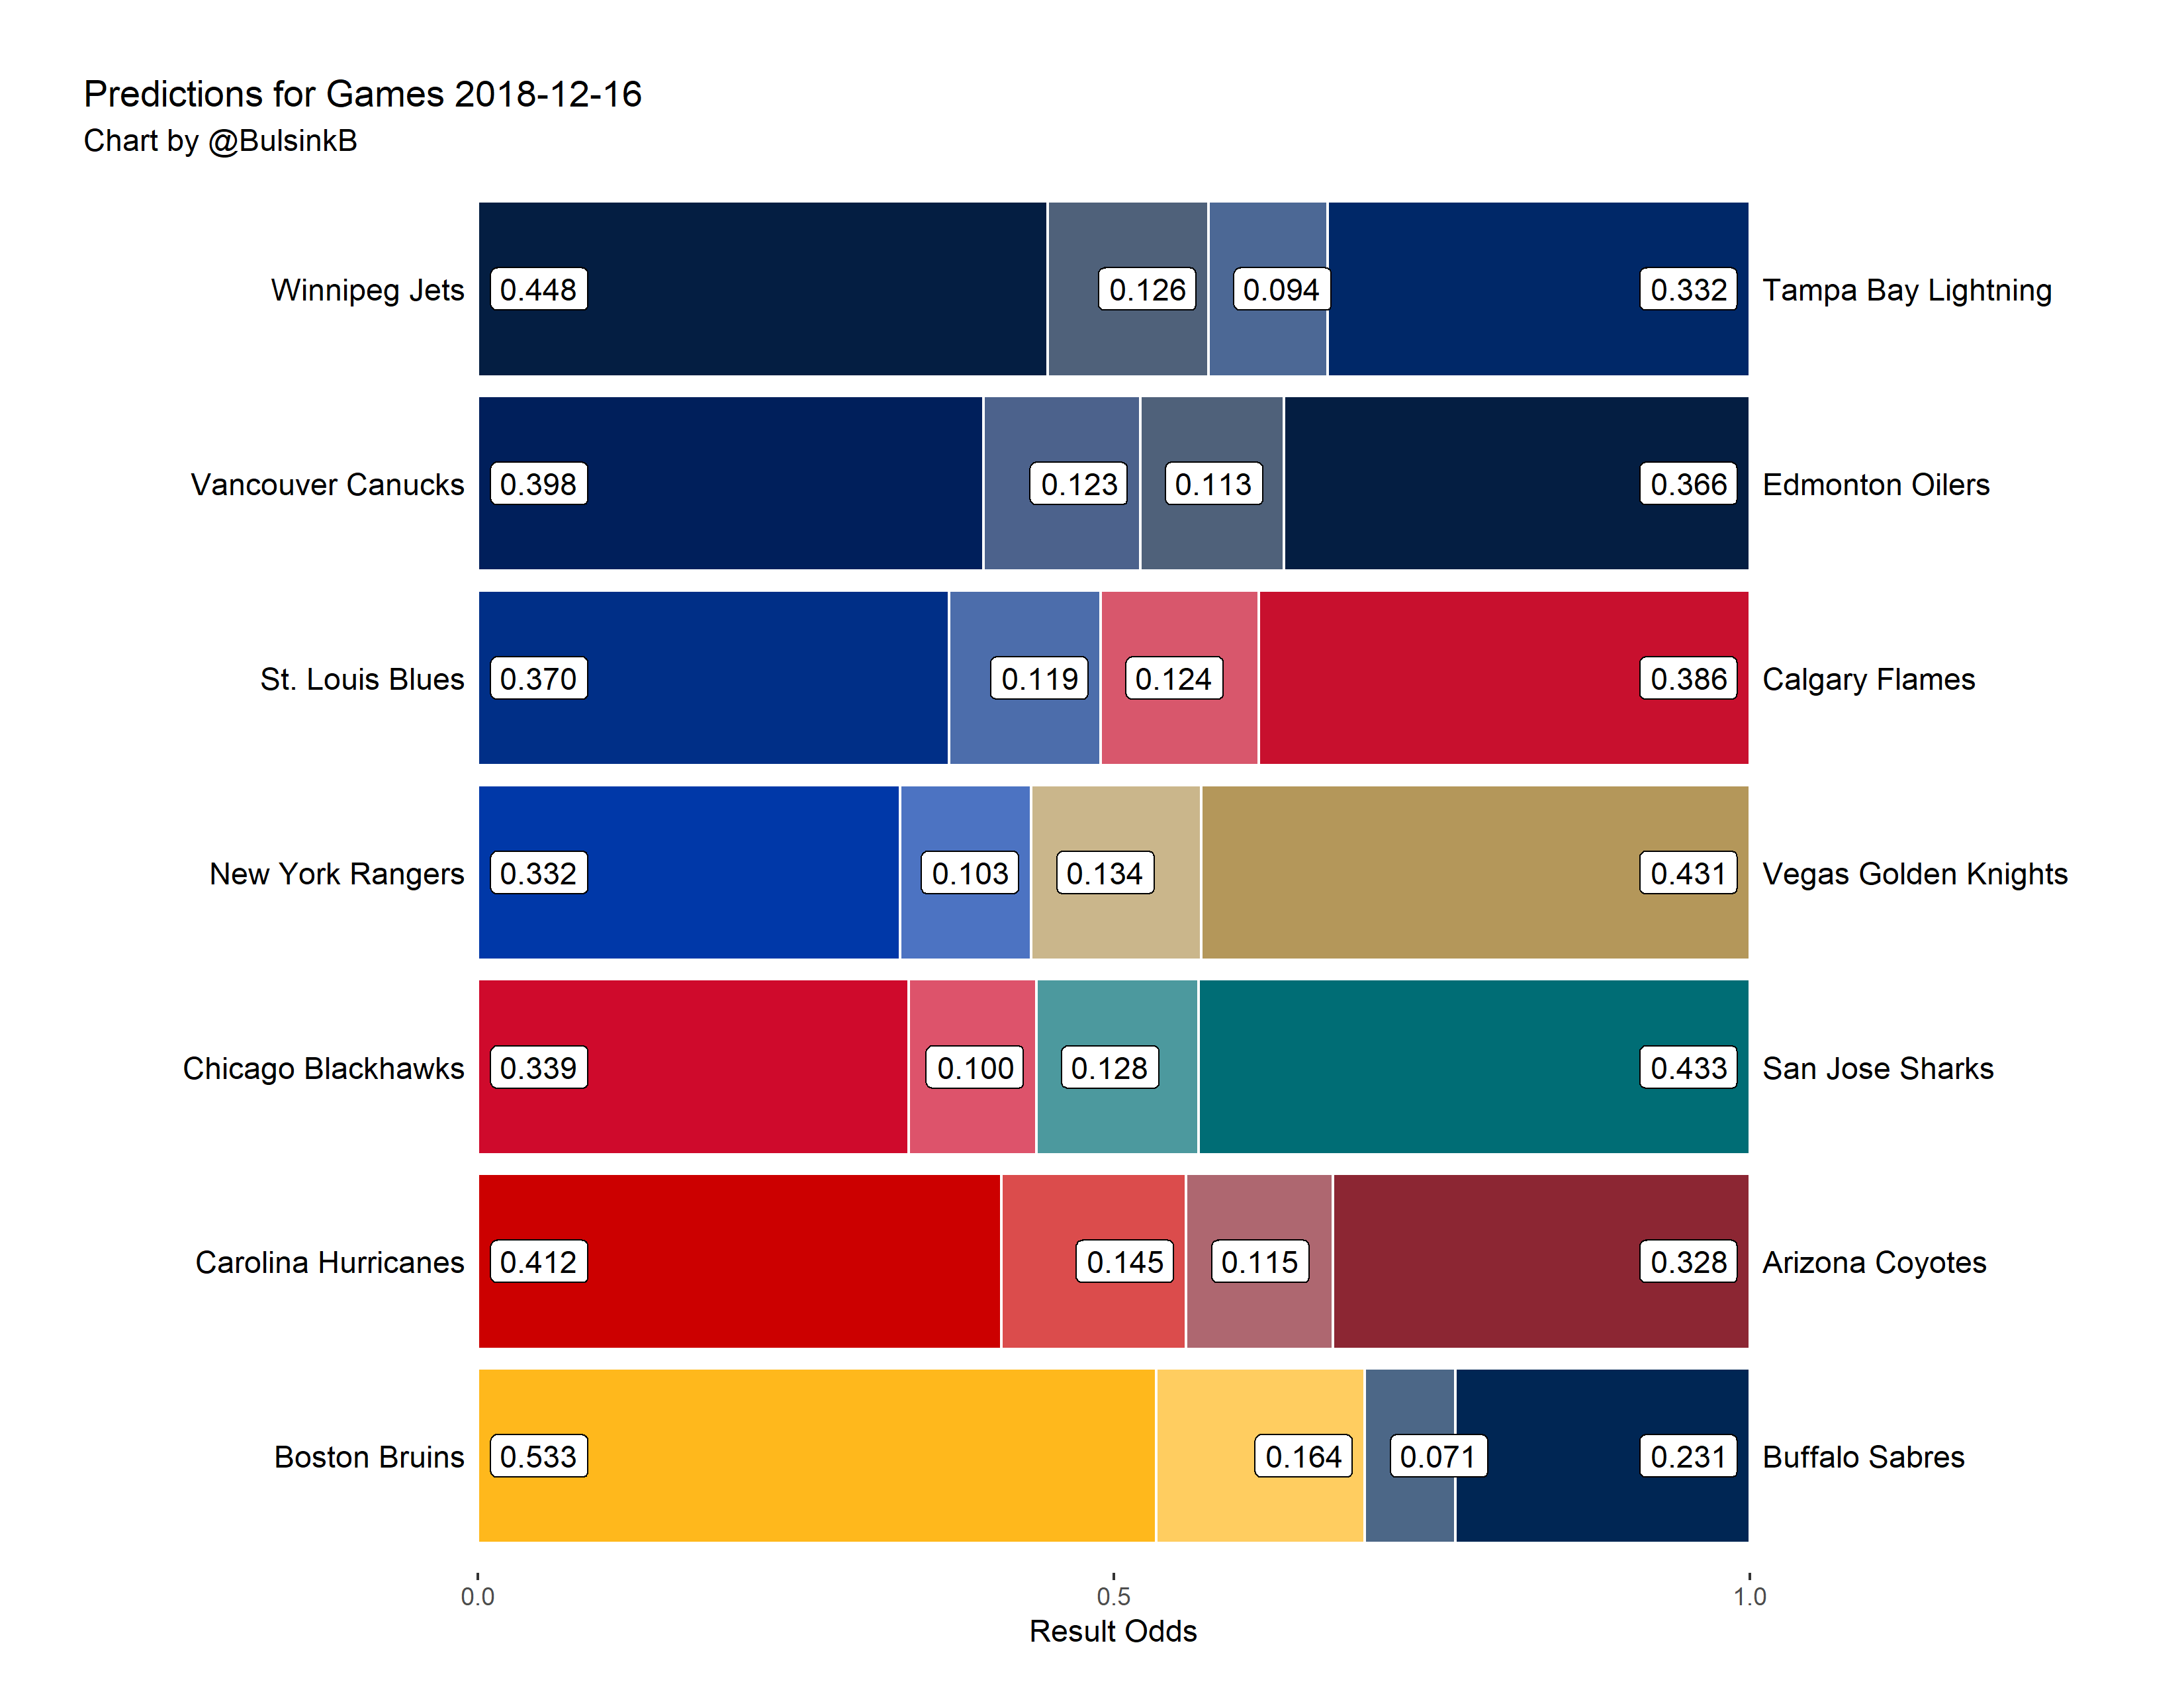 Predictions for Games 2018-12-16
Chart by @BulsinkB
Winnipeg Jets 0.448 0.126 0.094 0.332 Tampa Bay Lightning
Vancouver Canucks 0.398 0.123 0.113 0.366 Edmonton Oilers
St. Louis Blues 0.370 0.119 0.124 0.386 Calgary Flames
New York Rangers 0.332 0.103 0.134 0.431 Vegas Golden Knights
Chicago Blackhawks 0.339 0.100 0.128 0.433 San Jose Sharks
Carolina Hurricanes 0.412 0.145 0.115 0.328 Arizona Coyotes
Boston Bruins 0.533 0.164 0.071 0.231 Buffalo Sabres
0.0 0.5 1.0
Result Odds